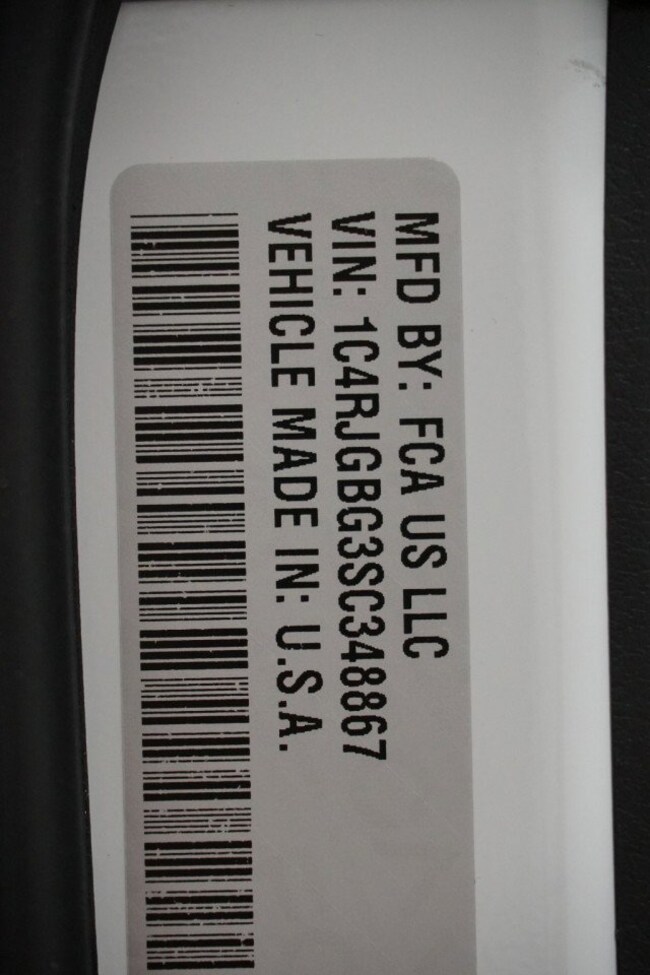 MFD BY: FCA US LLC
VIN: 1C4RJGBG3SC348867
VEHICLE MADE IN: U.S.A.